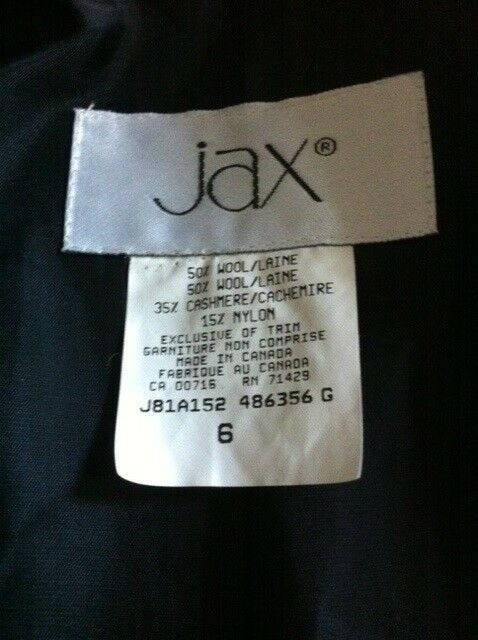 jax®
50% WOOL/LAINE
50% WOOL/LAINE
35% CASHMERE/CACHEMIRE
15% NYLON
EXCLUSIVE OF TRIM
GARNITURE NON COMPRISE
MADE IN CANADA
FABRIQUE AU CANADA
CA 00716 RN 71429
J81A152 486356 G
6